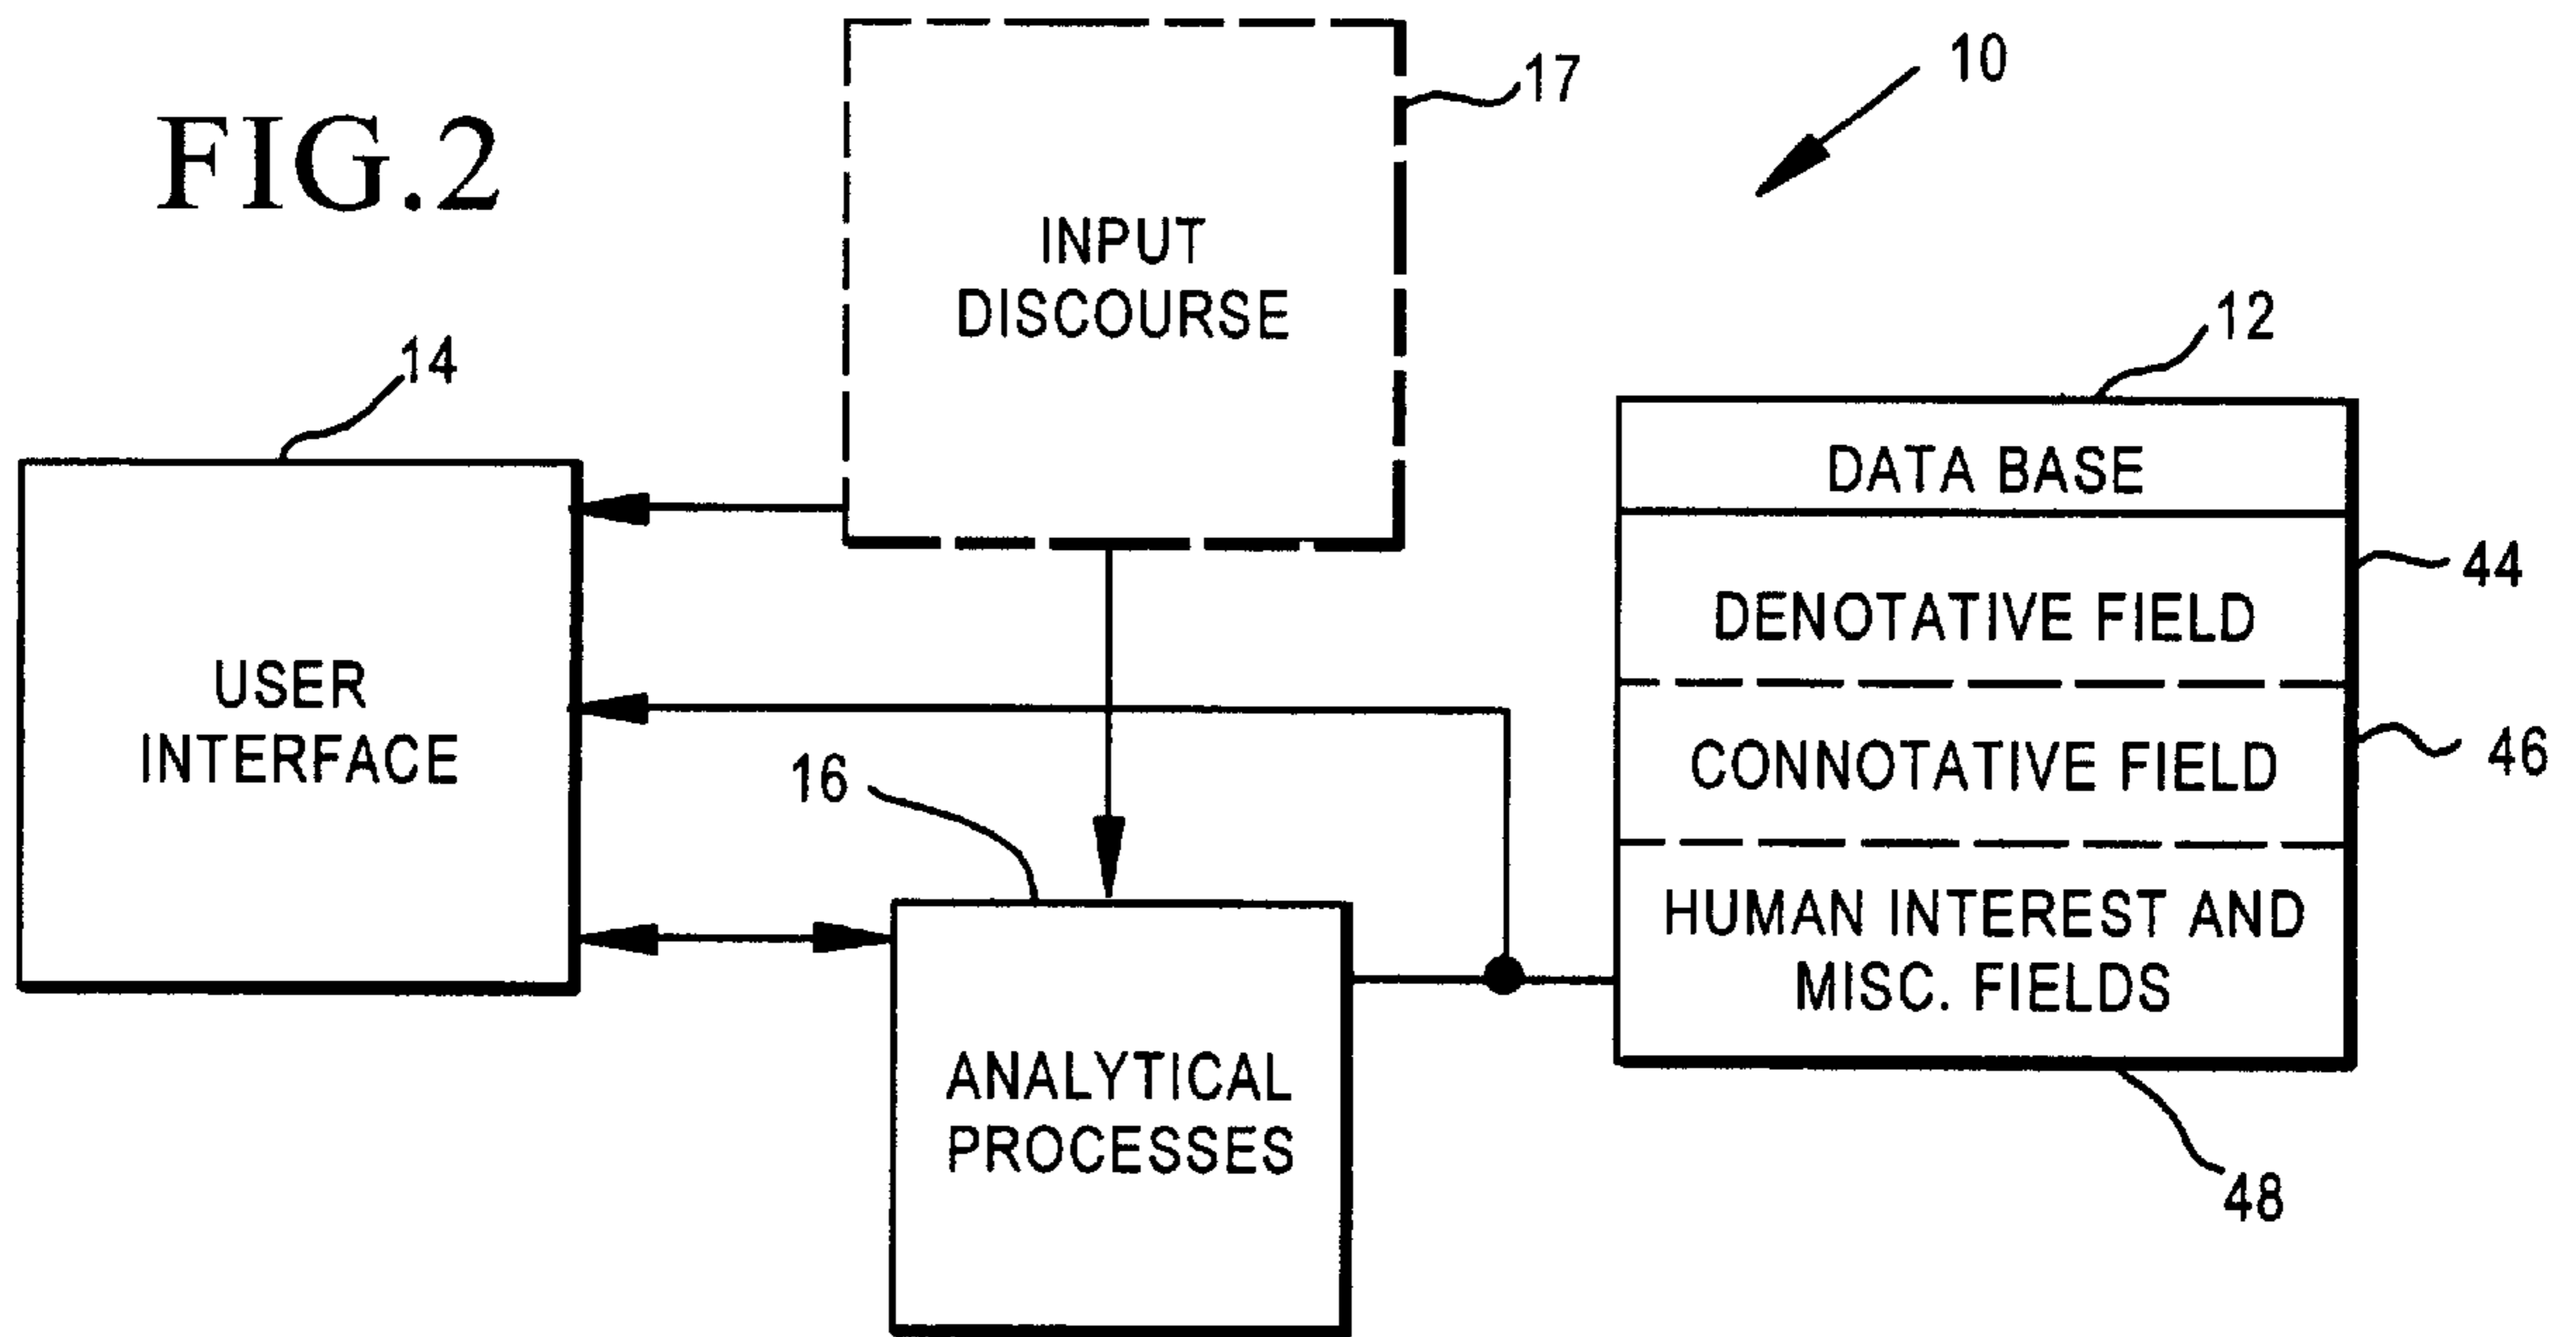 FIG.2
17
10
INPUT
DISCOURSE
14
12
DATA BASE
44
DENOTATIVE FIELD
USER
INTERFACE
46
CONNOTATIVE FIELD
16
HUMAN INTEREST AND
MISC. FIELDS
ANALYTICAL
PROCESSES
48